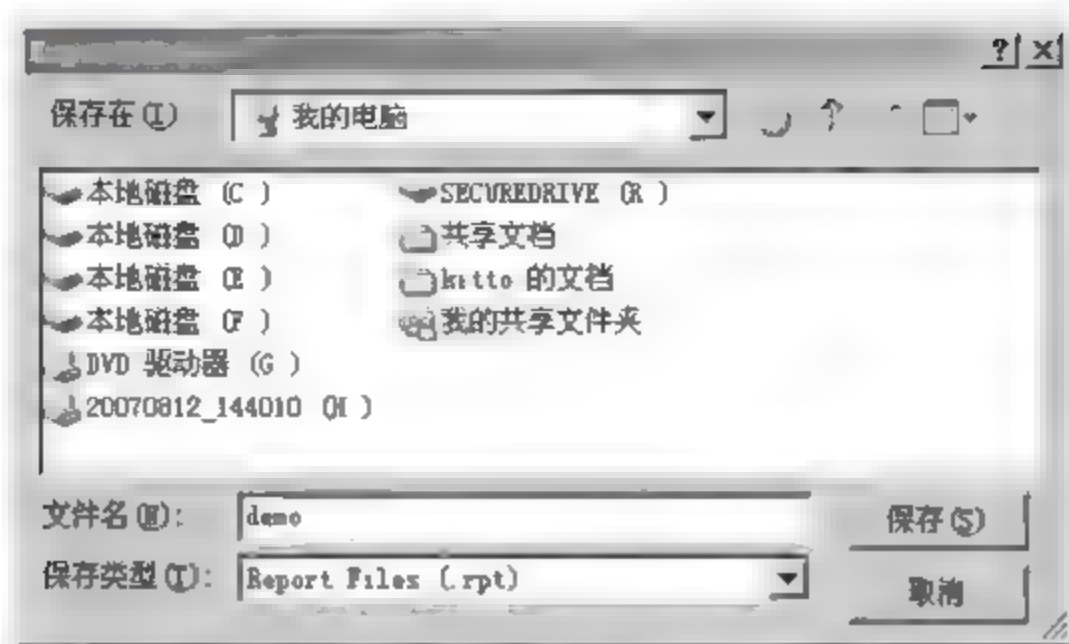 保存在(I)
我的电脑
本地磁盘 (C )
本地磁盘 (D )
本地磁盘 (E )
本地磁盘 (F )
DVD 驱动器 (G )
20070812_144010 (H )
SECUREDRIVE (R )
共享文档
kitto 的文档
我的共享文件夹
文件名(N):
demo
保存(S)
保存类型(T):
Report Files (.rpt)
取消